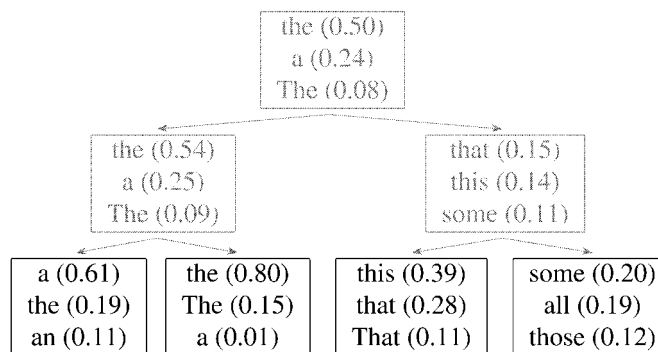 the (0.50)
a (0.24)
The (0.08)
the (0.54)
a (0.25)
The (0.09)
that (0.15)
this (0.14)
some (0.11)
a (0.61)
the (0.19)
an (0.11)
the (0.80)
The (0.15)
a (0.01)
this (0.39)
that (0.28)
That (0.11)
some (0.20)
all (0.19)
those (0.12)